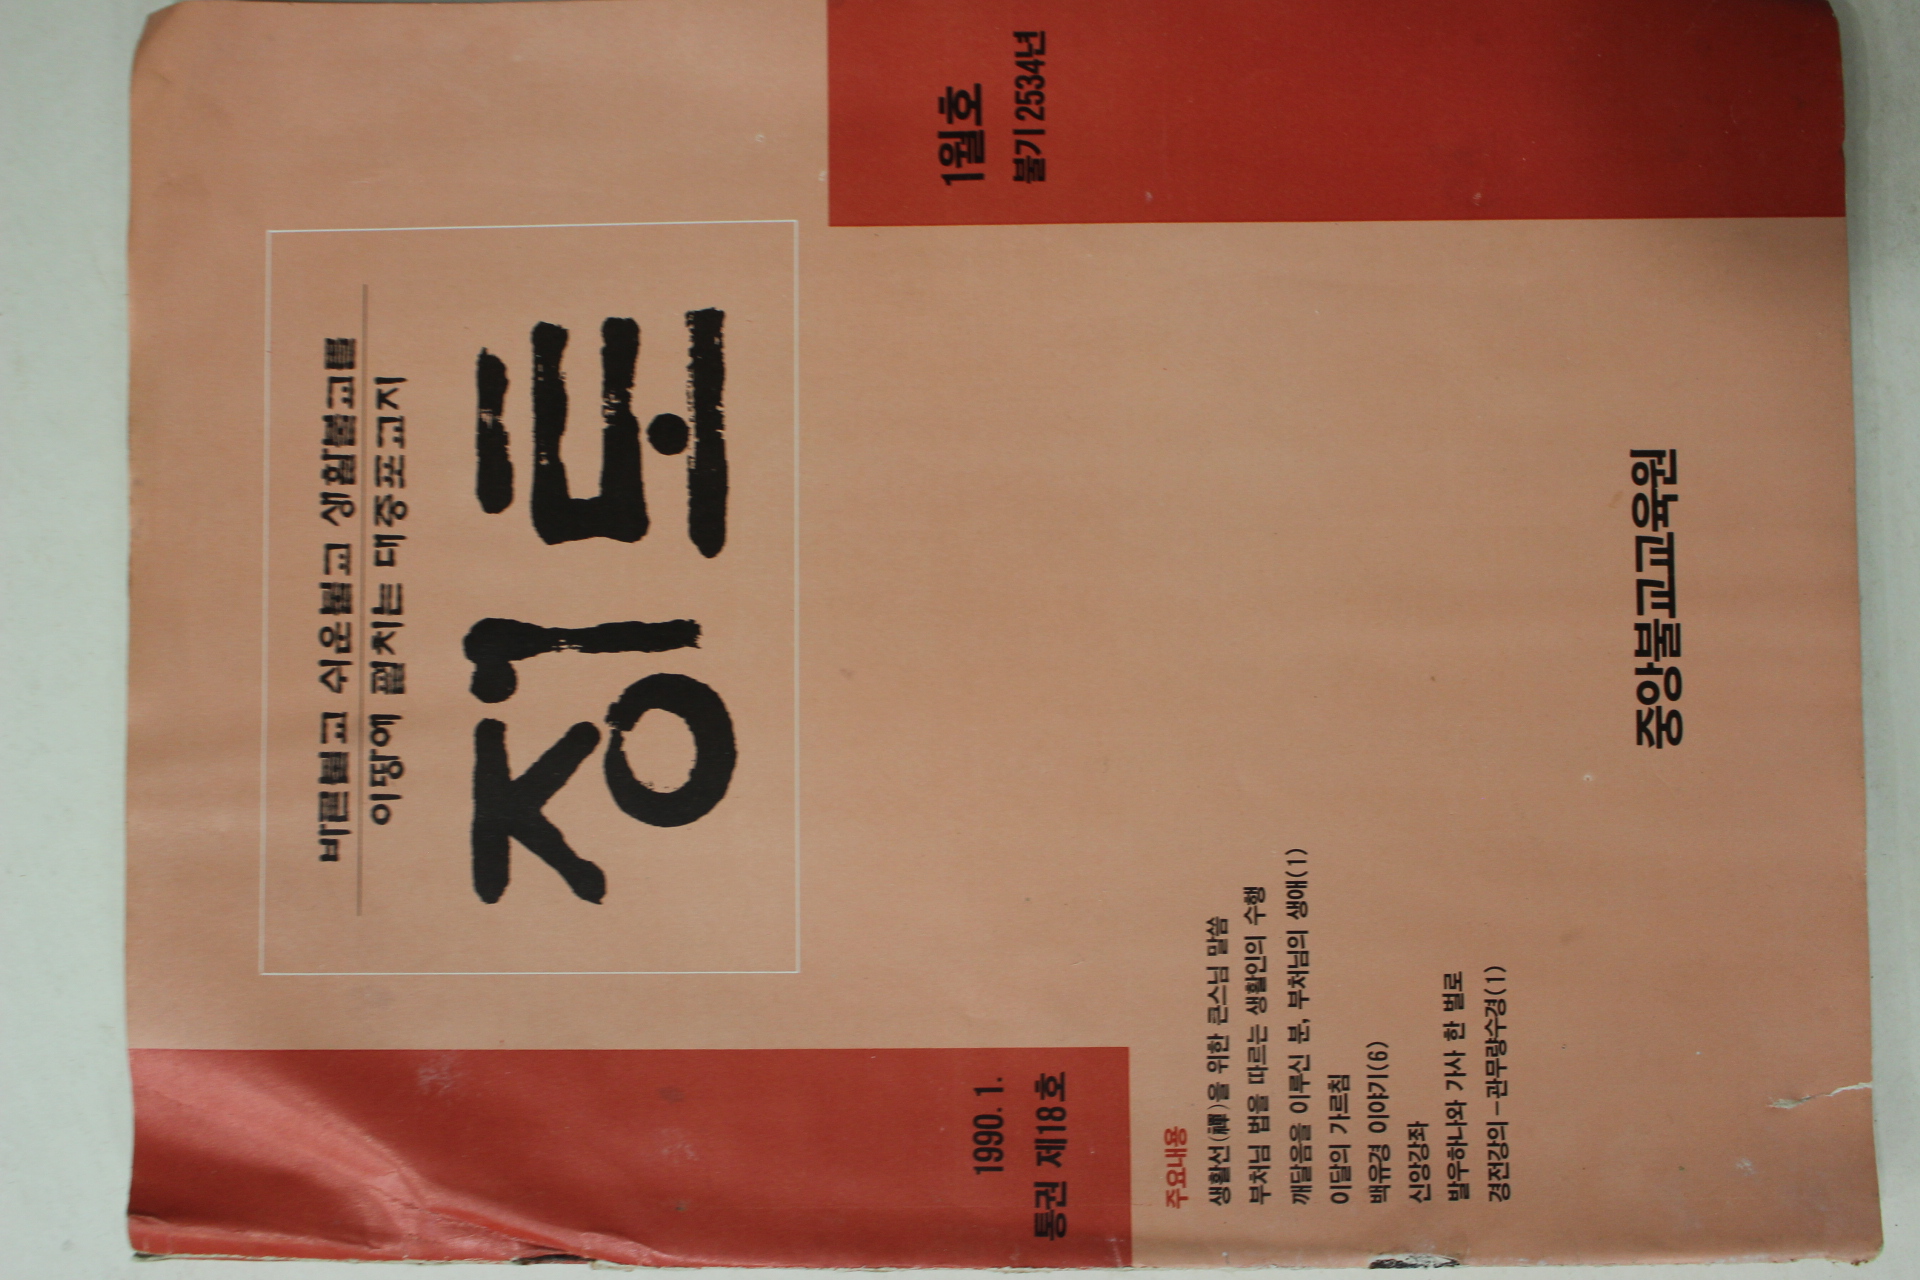 바른불교 쉬운불교 생활불교를
이땅에 펼치는 대중포교지
정토
1990. 1.
통권 제18호
1월호
불기 2534년
주요내용
생활선(禪)을 위한 큰스님 말씀
부처님 법을 따르는 생활인의 수행
깨달음을 이루신 분, 부처님의 생애(1)
이달의 가르침
백유경 이야기(6)
신앙강좌
발우하나와 가사 한 벌로
경전강의-관무량수경(1)
중앙불교교육원